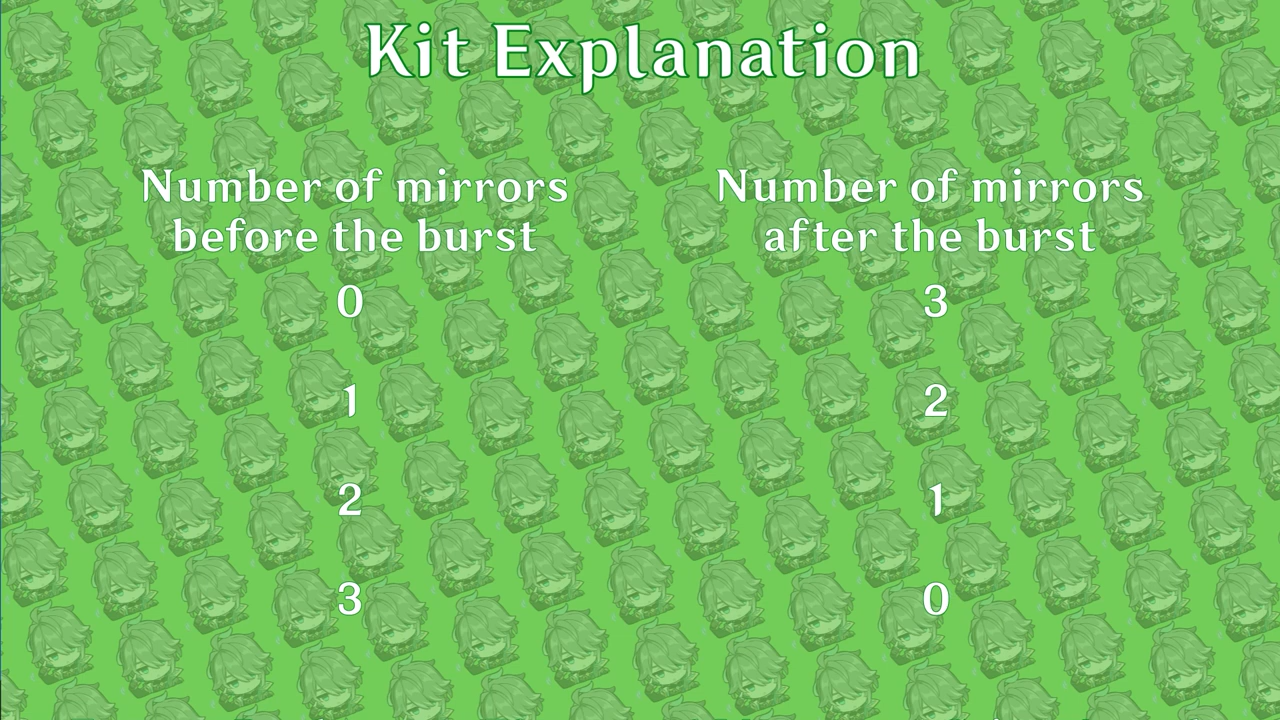 Kit Explanation
Number of mirrors
before the burst
Number of mirrors
after the burst
0
3
1
2
2
1
3
0